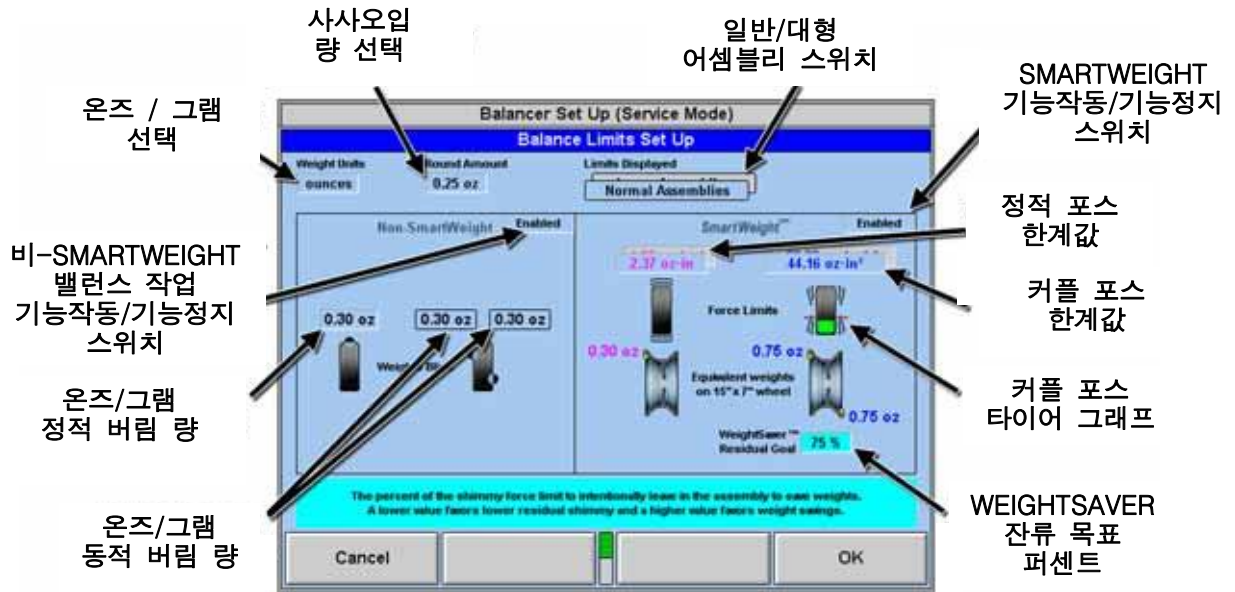 사사오입
량 선택
일반/대형
어셈블리 스위치
SMARTWEIGHT
기능작동/기능정지
스위치
온즈 / 그램
선택
Balancer Set Up (Service Mode)
Balance Limits Set Up
Weight Units
Round Amount
Limits Displayed
ounces
0.25 oz
Normal Assemblies
정적 포스
한계값
Non-SmartWeight
Enabled
SmartWeight
Enabled
2.37 oz-in
44.16 oz-in²
비-SMARTWEIGHT
밸런스 작업
기능작동/기능정지
스위치
커플 포스
한계값
0.30 oz
0.30 oz
0.30 oz
Force Limits
0.30 oz
0.75 oz
Equivalent weights
on 15"x 7" wheel
0.75 oz
온즈/그램
정적 버림 량
커플 포스
타이어 그래프
WeightSaver™
Residual Goal
75 %
The percent of the shimmy force limit to intentionally leave in the assembly to save weights.
A lower value favors lower residual shimmy and a higher value favors weight savings.
온즈/그램
동적 버림 량
WEIGHTSAVER
잔류 목표
퍼센트
Cancel
OK